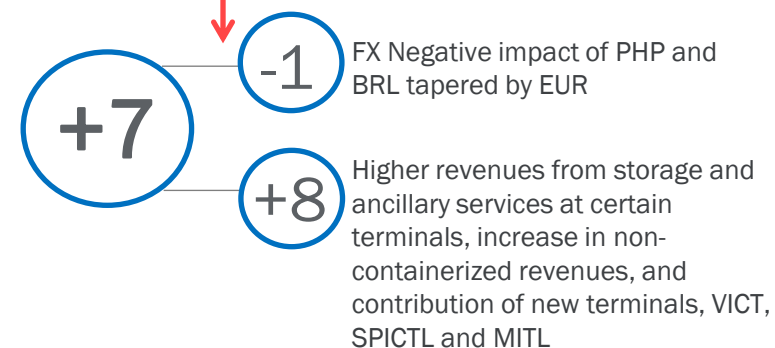 +7
-1
FX Negative impact of PHP and
BRL tapered by EUR
+8
Higher revenues from storage and
ancillary services at certain
terminals, increase in non-
containerized revenues, and
contribution of new terminals, VICT,
SPICTL and MITL